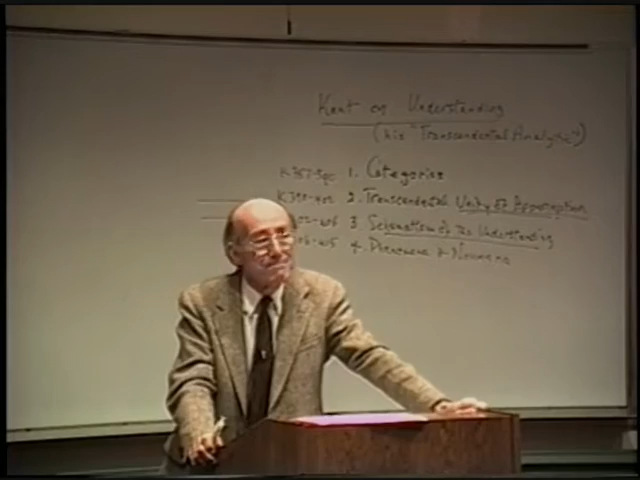 Kant on Understanding
(his "Transcendental Analytic")
1. Categories
2. Transcendental Unity of Apperception
3. Schematism of the Understanding
4. Phenomena & Noumena